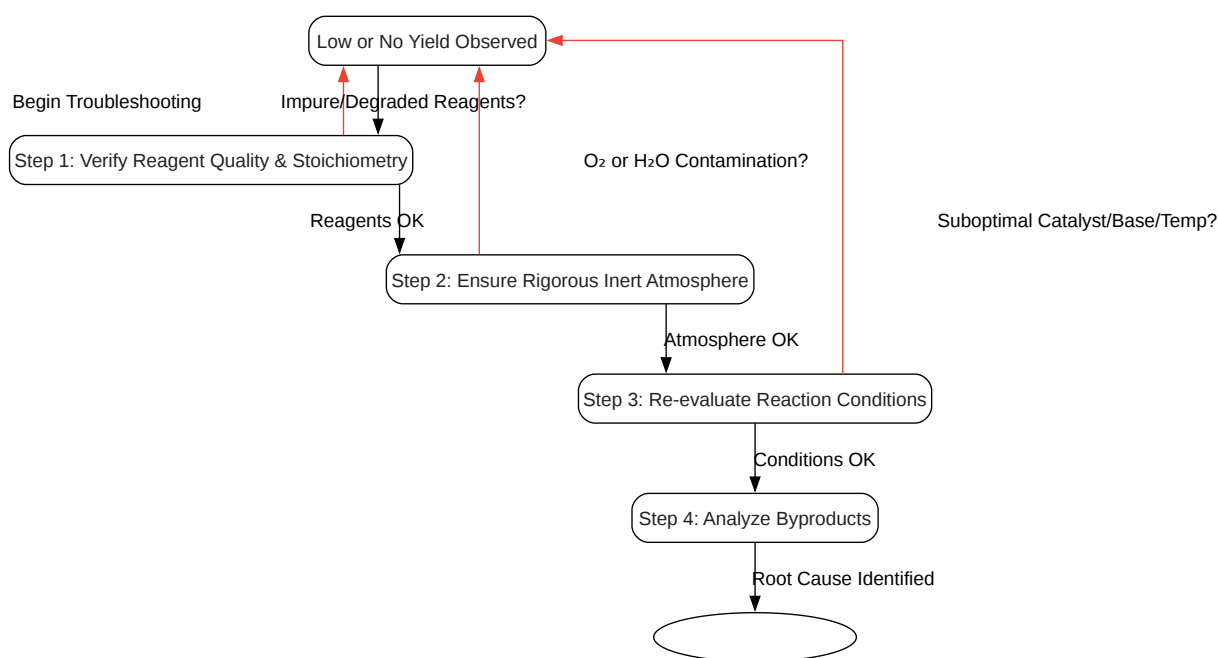 Low or No Yield Observed
Begin Troubleshooting
Impure/Degraded Reagents?
Step 1: Verify Reagent Quality & Stoichiometry
O₂ or H₂O Contamination?
Reagents OK
Suboptimal Catalyst/Base/Temp?
Step 2: Ensure Rigorous Inert Atmosphere
Atmosphere OK
Step 3: Re-evaluate Reaction Conditions
Conditions OK
Step 4: Analyze Byproducts
Root Cause Identified